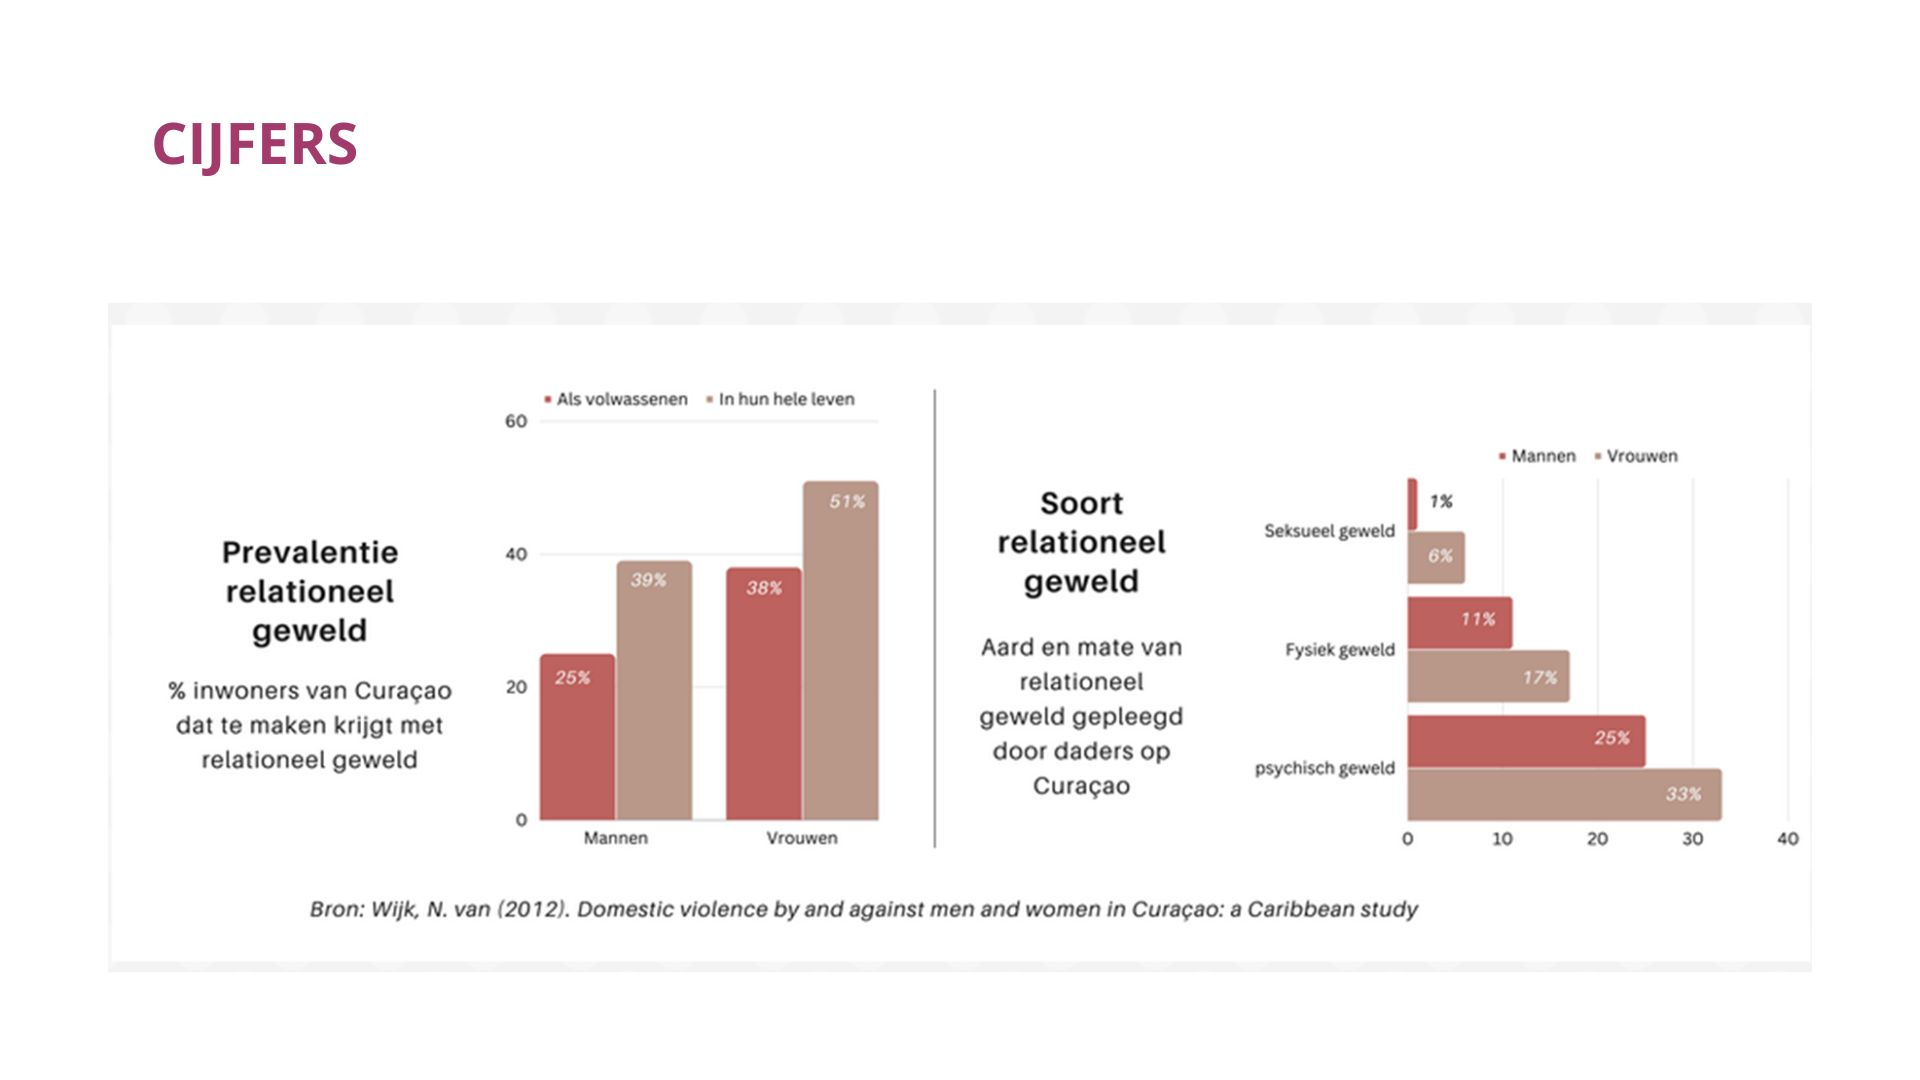 CIJFERS
Prevalentie
relationeel
geweld
% inwoners van Curaçao
dat te maken krijgt met
relationeel geweld
Als volwassenen In hun hele leven
60
40
20
0
25%
39%
38%
51%
Mannen Vrouwen
Soort
relationeel
geweld
Aard en mate van
relationeel
geweld gepleegd
door daders op
Curaçao
Mannen Vrouwen
Seksueel geweld
1%
6%
Fysiek geweld
11%
17%
psychisch geweld
25%
33%
0 10 20 30 40
Bron: Wijk, N. van (2012). Domestic violence by and against men and women in Curaçao: a Caribbean study